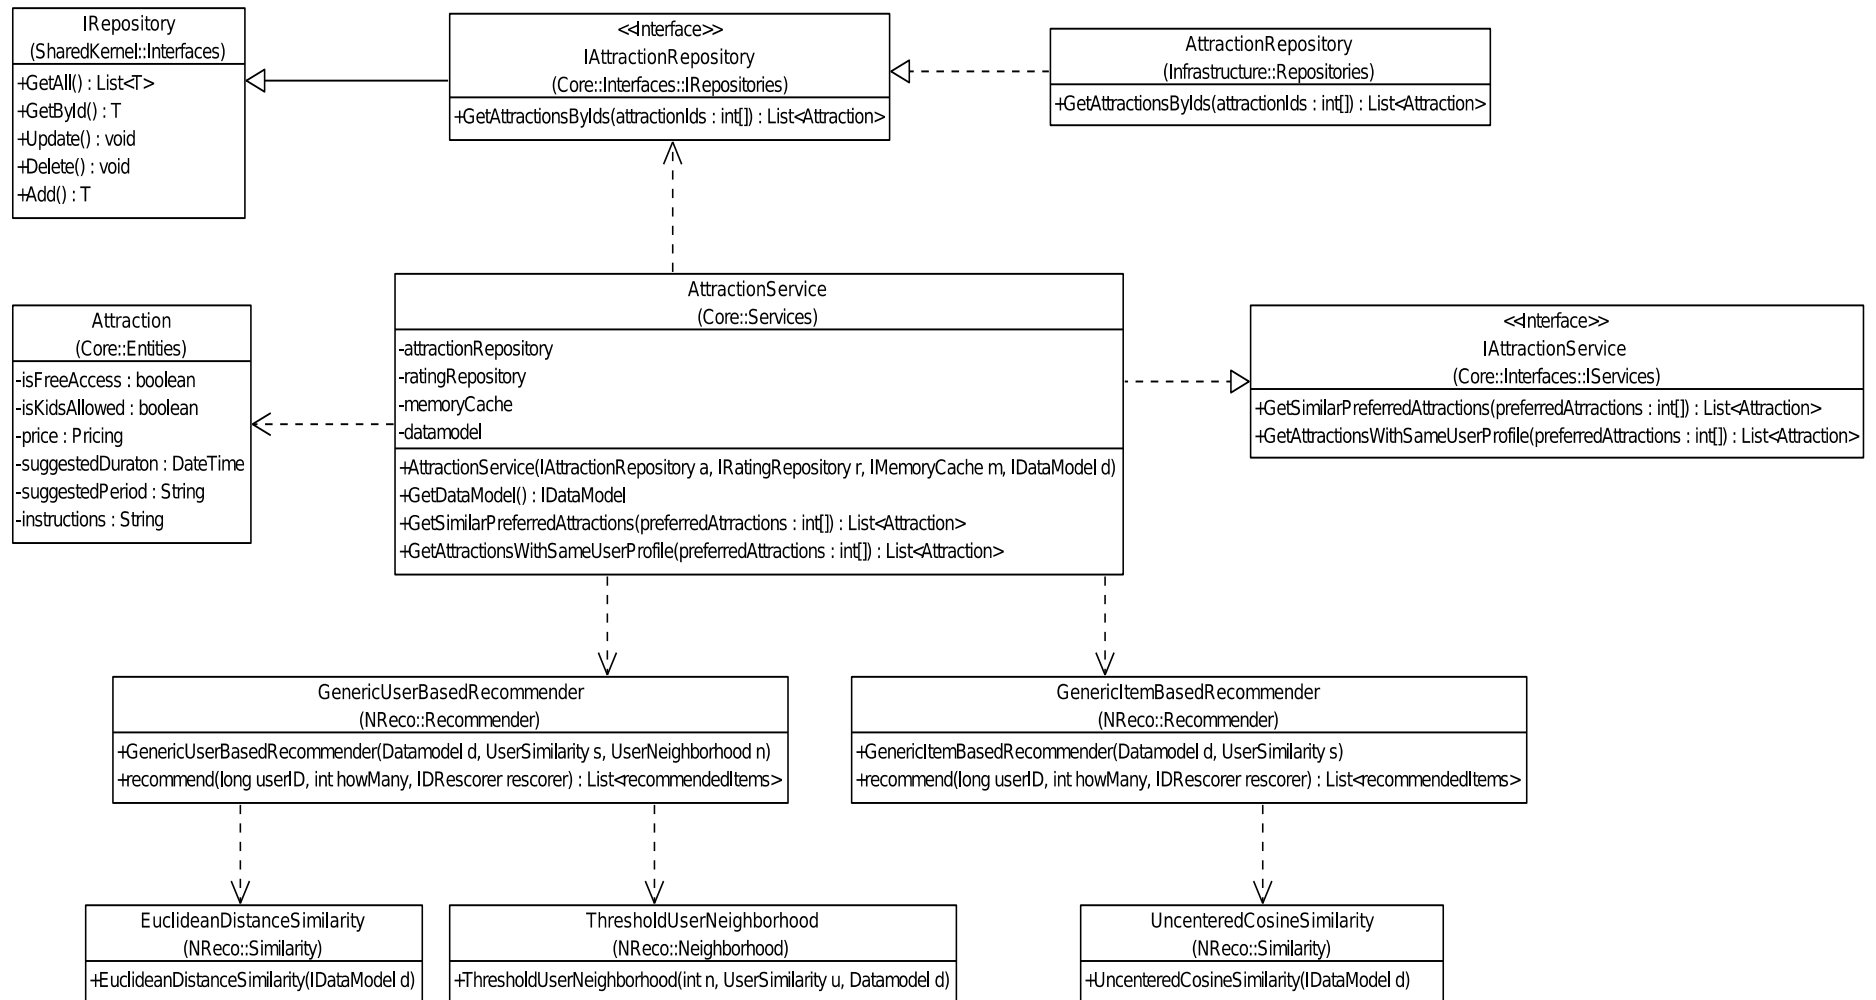 IRepository
(SharedKernel::Interfaces)
+GetAll() : List<T>
+GetById() : T
+Update() : void
+Delete() : void
+Add() : T
<<Interface>>
IAttractionRepository
(Core::Interfaces::IRepositories)
+GetAttractionsByIds(attractionIds : int[]) : List<Attraction>
AttractionRepository
(Infrastructure::Repositories)
+GetAttractionsByIds(attractionIds : int[]) : List<Attraction>
Attraction
(Core::Entities)
-isFreeAccess : boolean
-isKidsAllowed : boolean
-price : Pricing
-suggestedDuraton : DateTime
-suggestedPeriod : String
-instructions : String
AttractionService
(Core::Services)
-attractionRepository
-ratingRepository
-memoryCache
-datamodel
+AttractionService(IAttractionRepository a, IRatingRepository r, IMemoryCache m, IDataModel d)
+GetDataModel() : IDataModel
+GetSimilarPreferredAttractions(preferredAtrractions : int[]) : List<Attraction>
+GetAttractionsWithSameUserProfile(preferredAttractions : int[]) : List<Attraction>
<<Interface>>
IAttractionService
(Core::Interfaces::IServices)
+GetSimilarPreferredAttractions(preferredAtrractions : int[]) : List<Attraction>
+GetAttractionsWithSameUserProfile(preferredAttractions : int[]) : List<Attraction>
GenericUserBasedRecommender
(NReco::Recommender)
+GenericUserBasedRecommender(Datamodel d, UserSimilarity s, UserNeighborhood n)
+recommend(long userID, int howMany, IDRescorer rescorer) : List<recommendedItems>
GenericItemBasedRecommender
(NReco::Recommender)
+GenericItemBasedRecommender(Datamodel d, UserSimilarity s)
+recommend(long userID, int howMany, IDRescorer rescorer) : List<recommendedItems>
EuclideanDistanceSimilarity
(NReco::Similarity)
+EuclideanDistanceSimilarity(IDataModel d)
ThresholdUserNeighborhood
(NReco::Neighborhood)
+ThresholdUserNeighborhood(int n, UserSimilarity u, Datamodel d)
UncenteredCosineSimilarity
(NReco::Similarity)
+UncenteredCosineSimilarity(IDataModel d)